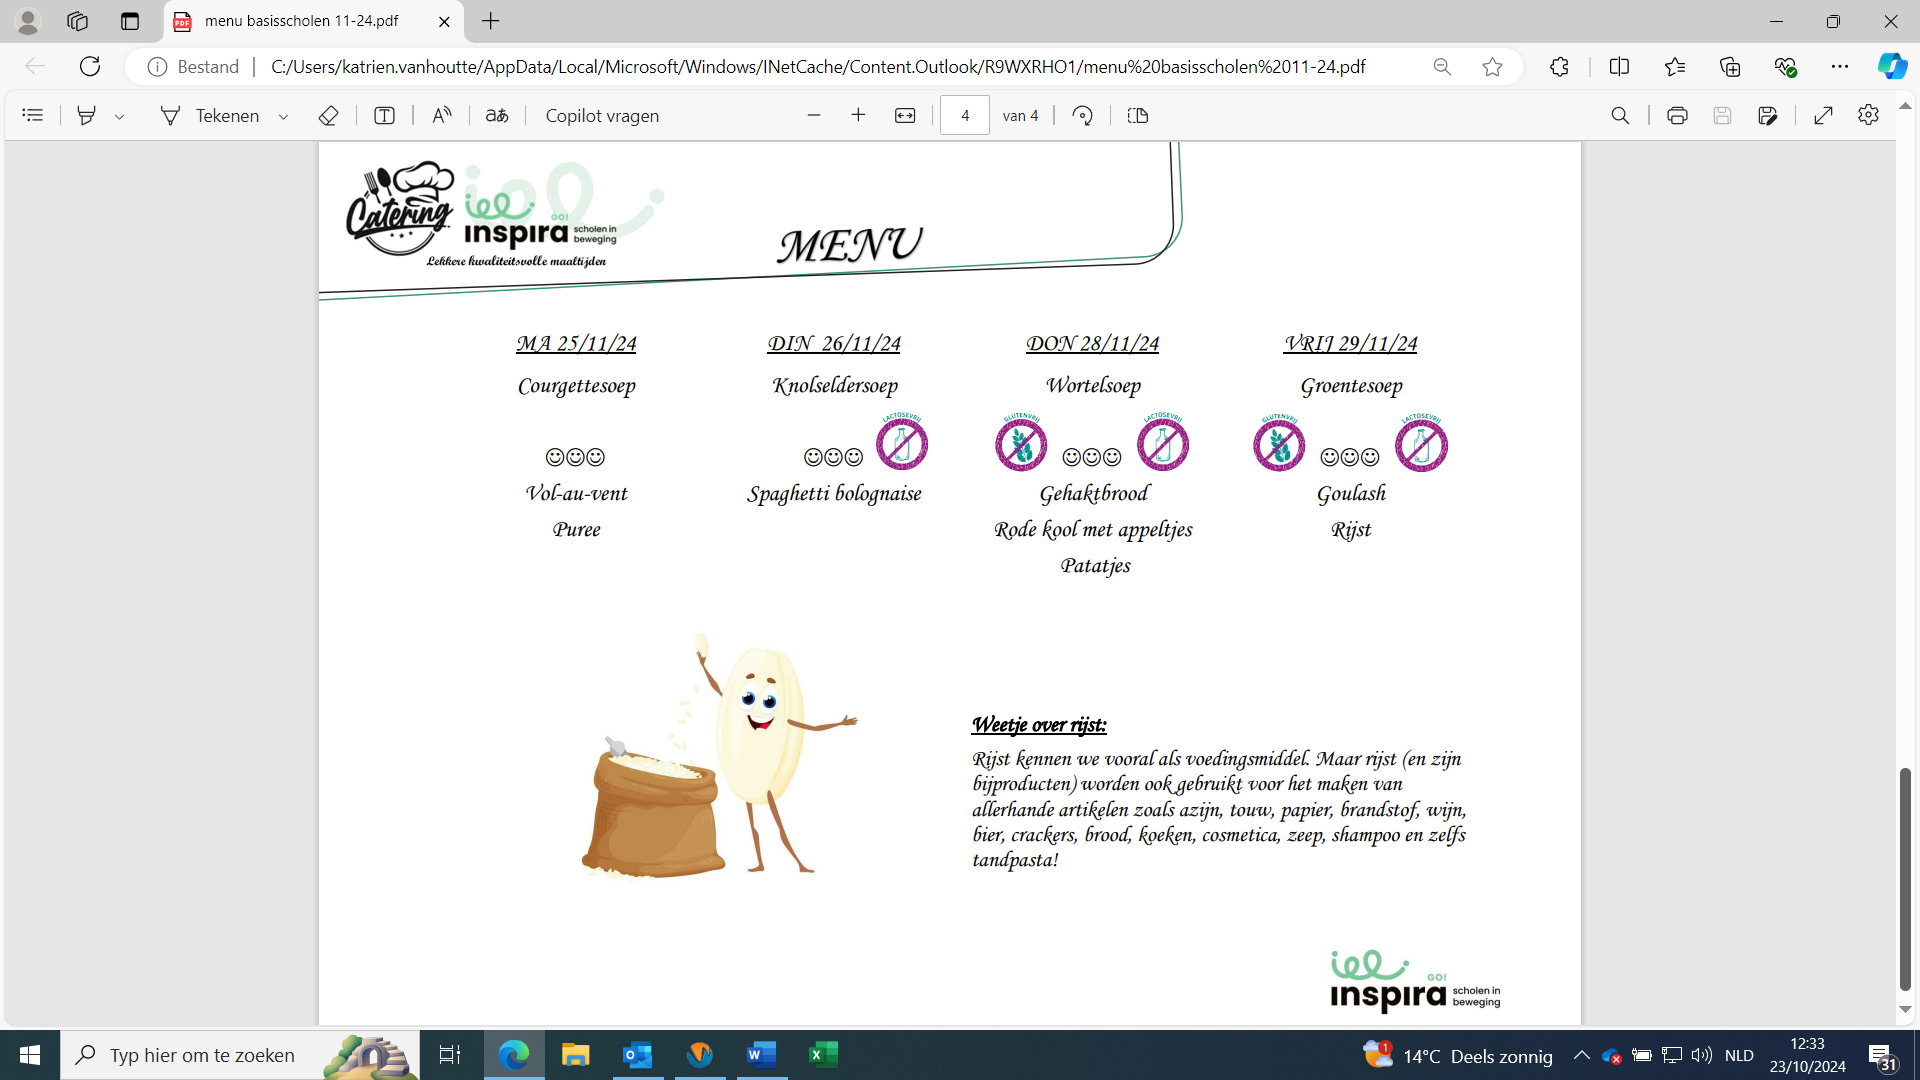 menu basisscholen 11-24.pdf
Bestand C:/Users/katrien.vanhoutte/AppData/Local/Microsoft/Windows/INetCache/Content.Outlook/R9WXRHO1/menu%20basisscholen%2011-24.pdf
Tekenen Copilot vragen 4 van 4
Catering
GO!
inspira scholen in beweging
Lekkere kwaliteitsvolle maaltijden
MENU
MA 25/11/24
Courgettesoep
☺☺☺
Vol-au-vent
Puree
DIN 26/11/24
Knolseldersoep
LACTOSEVRIJ
☺☺☺
Spaghetti bolognaise
DON 28/11/24
Wortelsoep
GLUTENVRIJ LACTOSEVRIJ
☺☺☺
Gehaktbrood
Rode kool met appeltjes
Patatjes
VRIJ 29/11/24
Groentesoep
GLUTENVRIJ LACTOSEVRIJ
☺☺☺
Goulash
Rijst
Weetje over rijst:
Rijst kennen we vooral als voedingsmiddel. Maar rijst (en zijn
bijproducten) worden ook gebruikt voor het maken van
allerhande artikelen zoals azijn, touw, papier, brandstof, wijn,
bier, crackers, brood, koeken, cosmetica, zeep, shampoo en zelfs
tandpasta!
GO!
inspira scholen in beweging
Typ hier om te zoeken
14°C Deels zonnig
NLD
12:33
23/10/2024
31